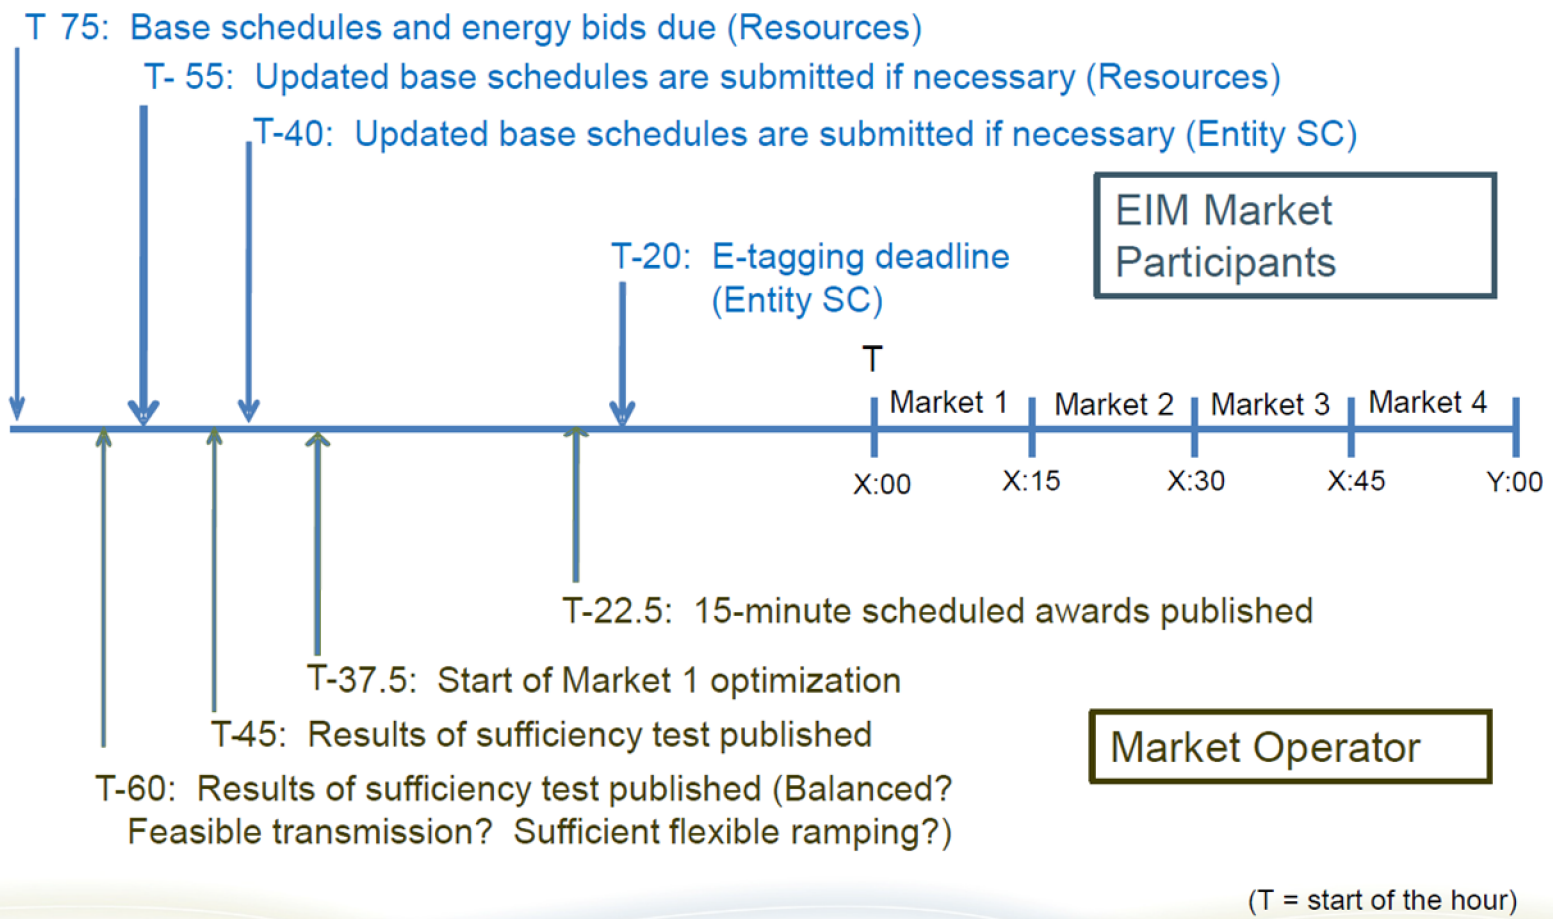 T 75: Base schedules and energy bids due (Resources)
T- 55: Updated base schedules are submitted if necessary (Resources)
T-40: Updated base schedules are submitted if necessary (Entity SC)
EIM Market
Participants
T-20: E-tagging deadline
(Entity SC)
T
Market 1 Market 2 Market 3 Market 4
X:00 X:15 X:30 X:45 Y:00
T-22.5: 15-minute scheduled awards published
T-37.5: Start of Market 1 optimization
T-45: Results of sufficiency test published
Market Operator
T-60: Results of sufficiency test published (Balanced?
Feasible transmission? Sufficient flexible ramping?)
(T = start of the hour)